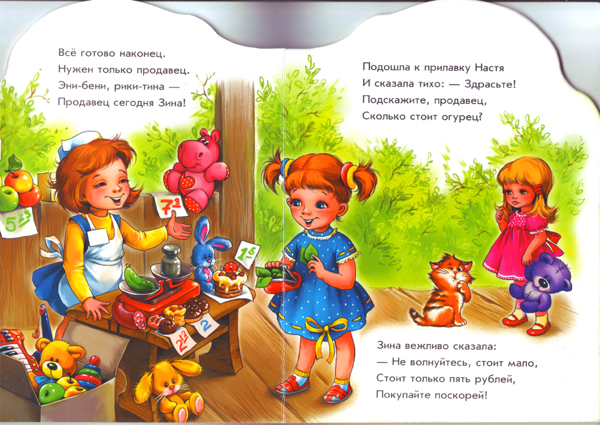 Всё готово наконец.
Нужен только продавец.
Эни-бени, рики-тина —
Продавец сегодня Зина!
Подошла к прилавку Настя
И сказала тихо: — Здрасьте!
Подскажите, продавец,
Сколько стоит огурец?
Зина вежливо сказала:
— Не волнуйтесь, стоит мало,
Стоит только пять рублей,
Покупайте поскорей!